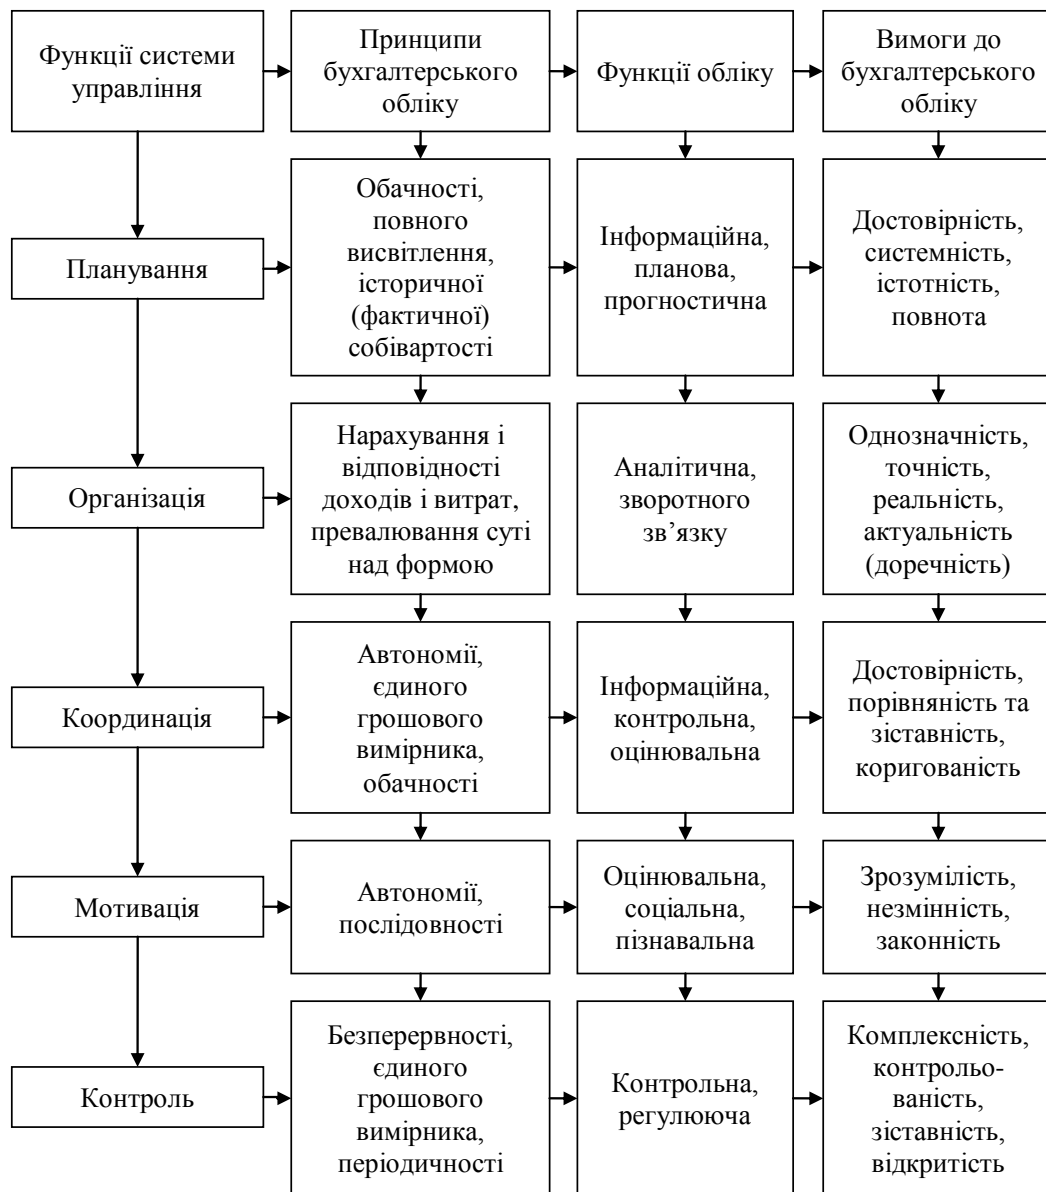 Функції системи
управління
Принципи
бухгалтерського
обліку
Функції обліку
Вимоги до
бухгалтерського
обліку
Планування
Обачності,
повного
висвітлення,
історичної
(фактичної)
собівартості
Інформаційна,
планова,
прогностична
Достовірність,
системність,
істотність,
повнота
Організація
Нарахування і
відповідності
доходів і витрат,
превалювання суті
над формою
Аналітична,
зворотного
зв’язку
Однозначність,
точність,
реальність,
актуальність
(доречність)
Координація
Автономії,
єдиного
грошового
вимірника,
обачності
Інформаційна,
контрольна,
оцінювальна
Достовірність,
порівняність та
зіставність,
коригованість
Мотивація
Автономії,
послідовності
Оцінювальна,
соціальна,
пізнавальна
Зрозумілість,
незмінність,
законність
Контроль
Безперервності,
єдиного
грошового
вимірника,
періодичності
Контрольна,
регулююча
Комплексність,
контрольо-
ваність,
зіставність,
відкритість